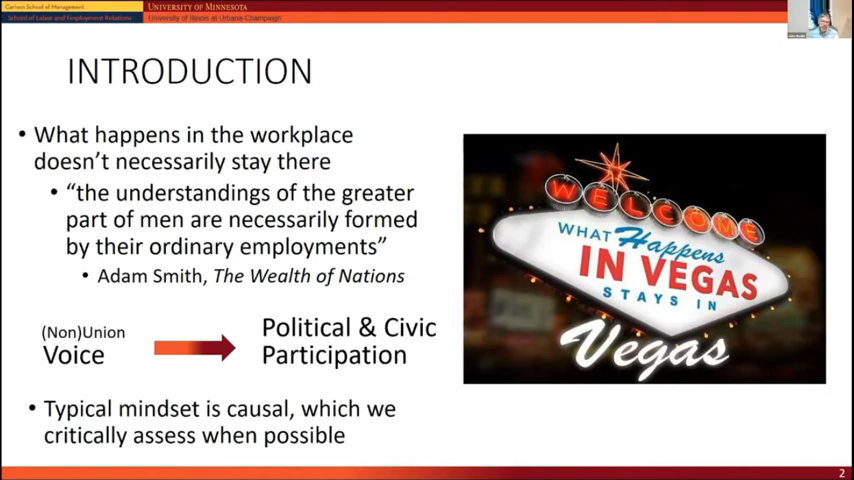 Carlson School of Management
UNIVERSITY OF MINNESOTA
School of Labor and Employment Relations
University of Illinois at Urbana-Champaign
INTRODUCTION
• What happens in the workplace
doesn’t necessarily stay there
• “the understandings of the greater
part of men are necessarily formed
by their ordinary employments”
• Adam Smith, The Wealth of Nations
(Non)Union
Voice
Political & Civic
Participation
• Typical mindset is causal, which we
critically assess when possible
WELCOME
WHAT Happens
IN VEGAS
STAYS IN
Vegas
2